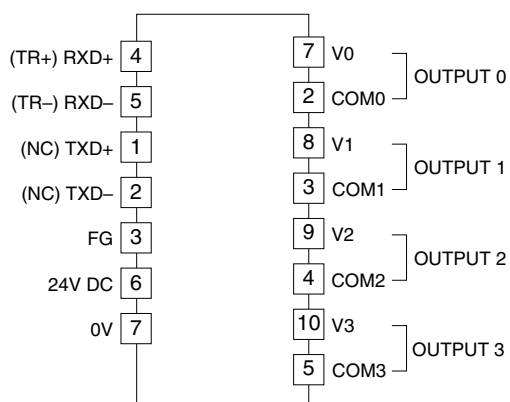 (TR+) RXD+ 4
(TR–) RXD– 5
(NC) TXD+ 1
(NC) TXD– 2
FG 3
24V DC 6
0V 7
7 V0
OUTPUT 0
2 COM0
8 V1
OUTPUT 1
3 COM1
9 V2
OUTPUT 2
4 COM2
10 V3
OUTPUT 3
5 COM3